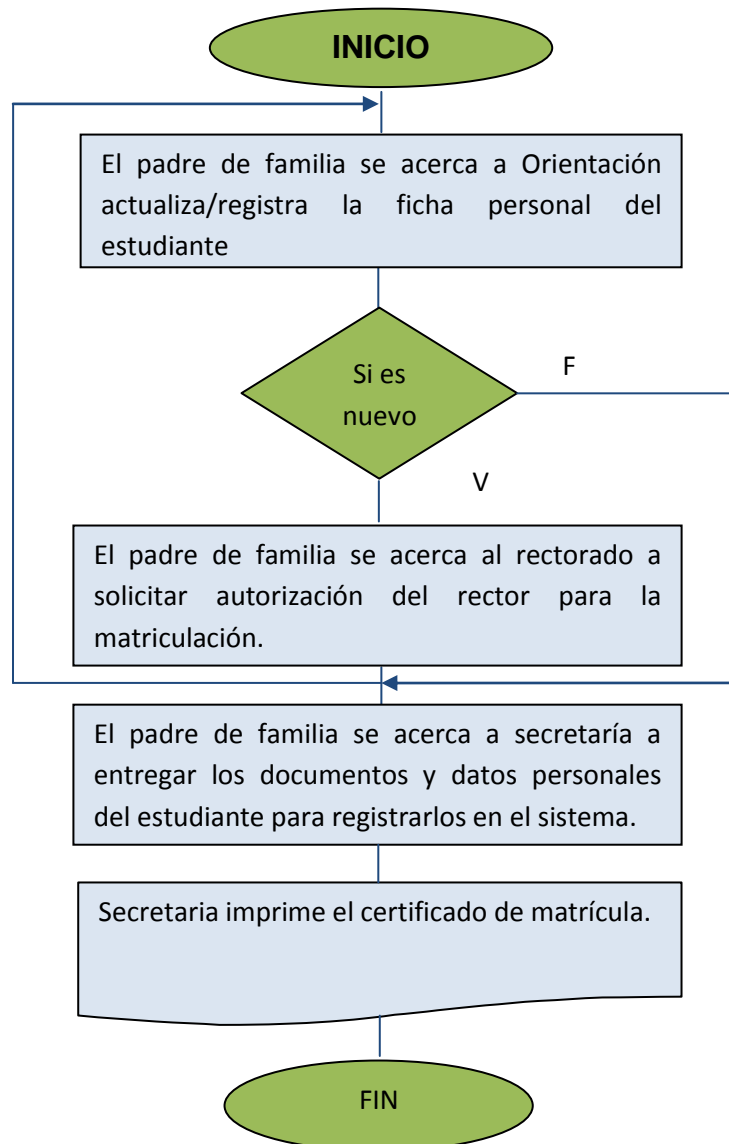 INICIO
El padre de familia se acerca a Orientación
actualiza/registra la ficha personal del
estudiante
Si es
nuevo
F
V
El padre de familia se acerca al rectorado a
solicitar autorización del rector para la
matriculación.
El padre de familia se acerca a secretaría a
entregar los documentos y datos personales
del estudiante para registrarlos en el sistema.
Secretaria imprime el certificado de matrícula.
FIN